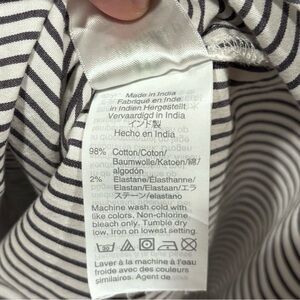 Made in India
Fabriqué en Inde
in Indien Hergestellt
Vervaardigd in India
インド製
Hecho en India
98% Cotton/Coton/
Baumwolle/Katoen/綿/
algodón
2% Elastane/Elasthanne/
Elastan/Elastaan/エラ
ステーン/elastano
Machine wash cold with
like colors. Non-chlorine
bleach only. Tumble dry
low. Iron on lowest setting.
30
Laver à la machine à l'eau
froide avec des couleurs
similaires. Agent de